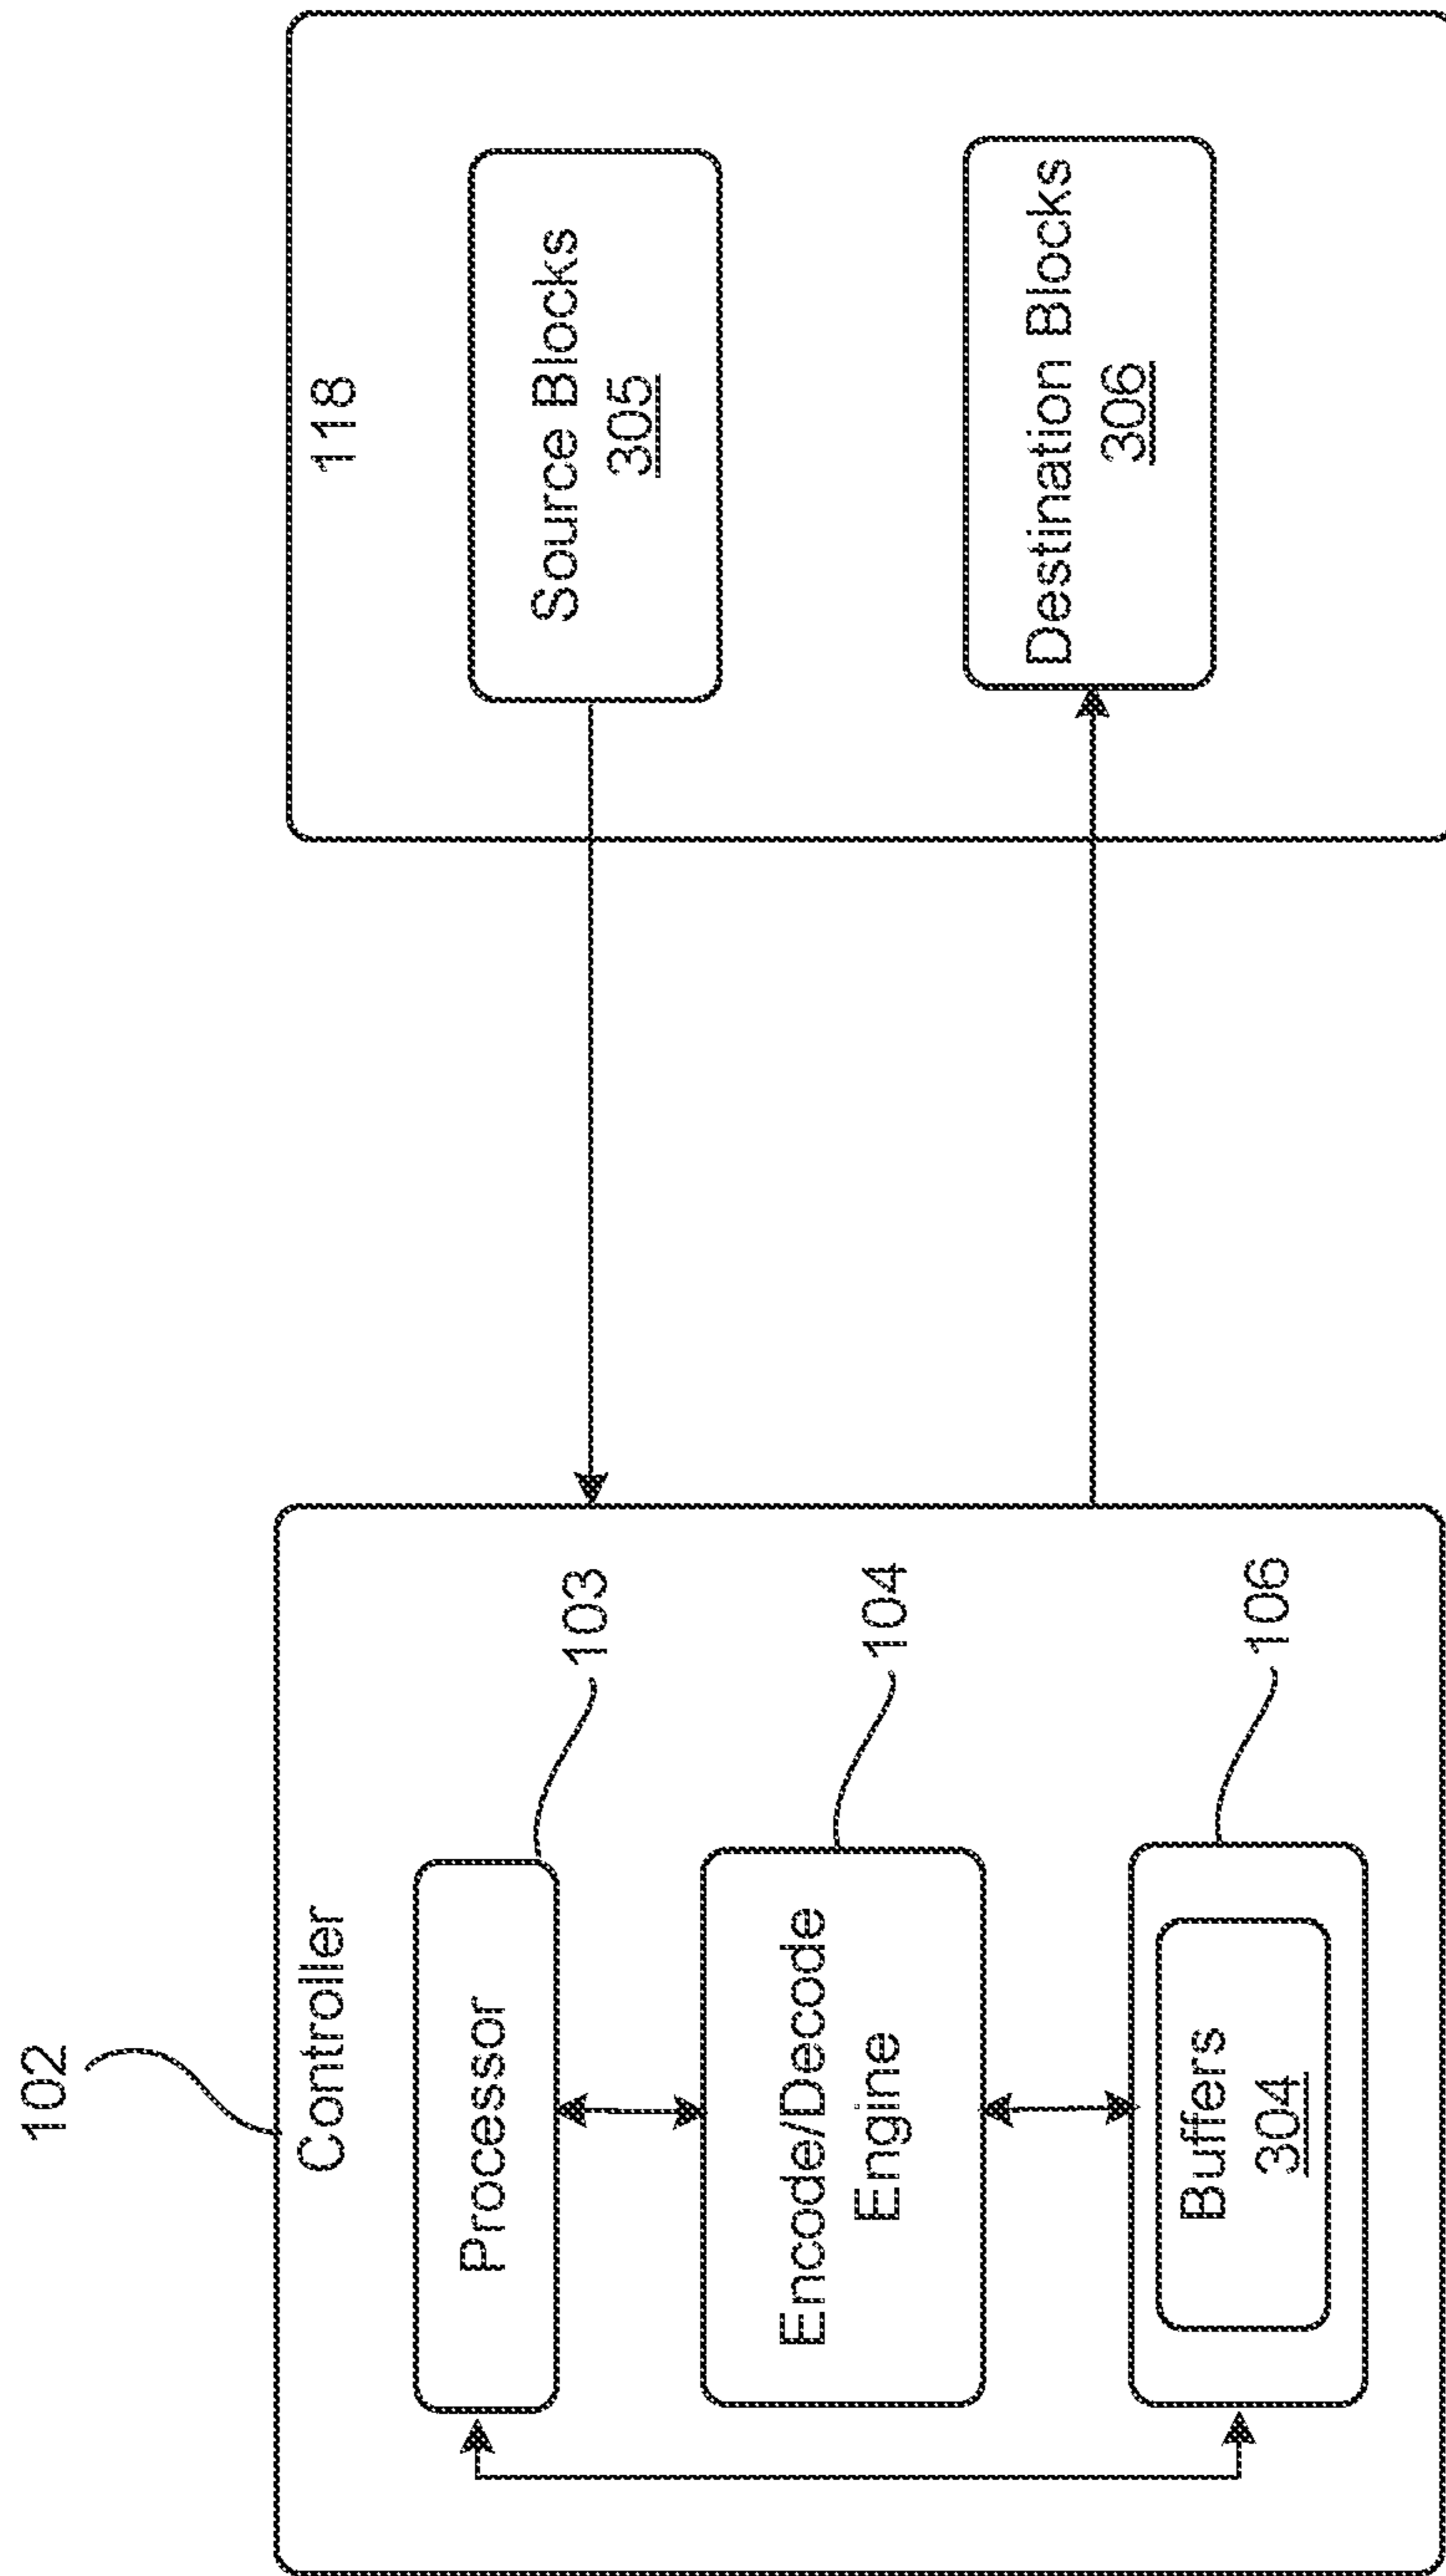 102
Controller
Processor
103
Encode/Decode
Engine
104
Buffers
304
106
118
Source Blocks
305
Destination Blocks
306